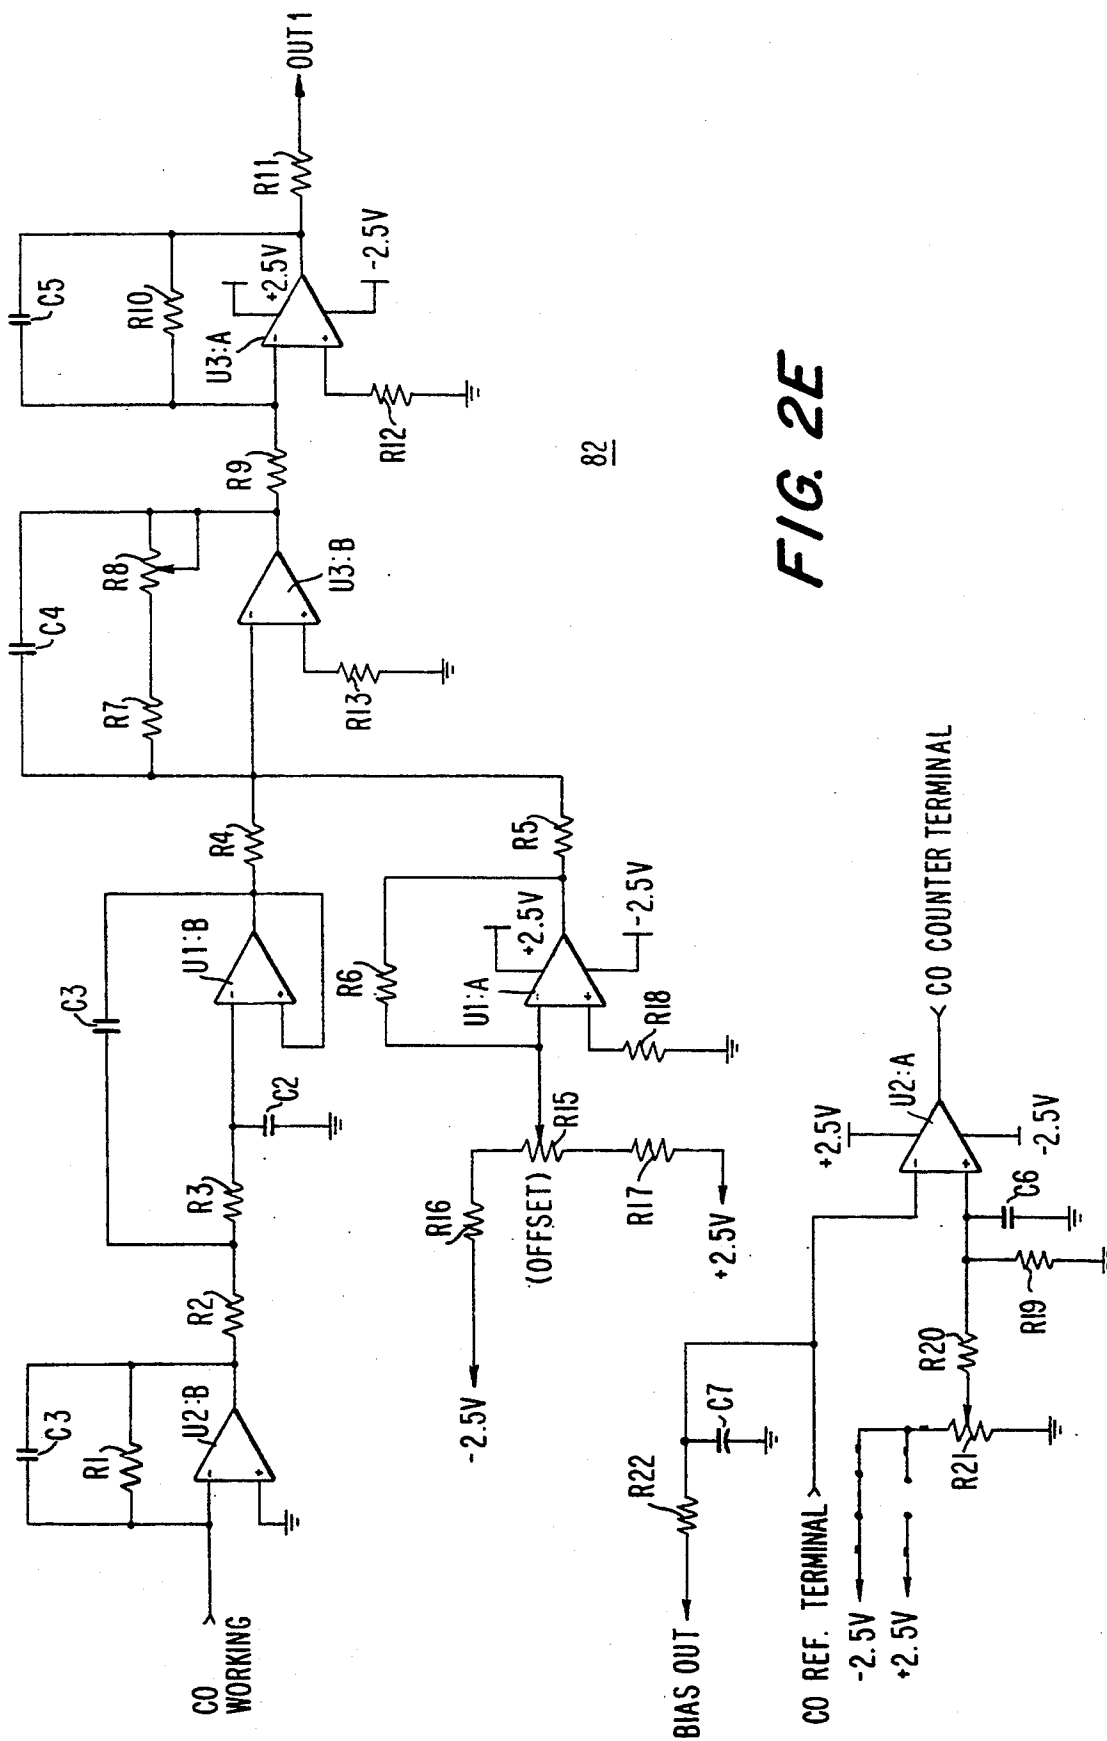 C3
R1
U2:B
CO
WORKING
R2
R3
C2
C3
U1:B
R4
-2.5V
R16
R15
(OFFSET)
R17
+2.5V
R6
U1:A
+2.5V
-2.5V
R18
R5
C4
R7
R8
U3:B
R13
R9
C5
R10
U3:A
+2.5V
-2.5V
R12
R11
OUT 1
82
BIAS OUT
R22
C7
CO REF. TERMINAL
-2.5V
+2.5V
R21
R20
R19
C6
+2.5V
U2:A
-2.5V
CO COUNTER TERMINAL
FIG. 2E